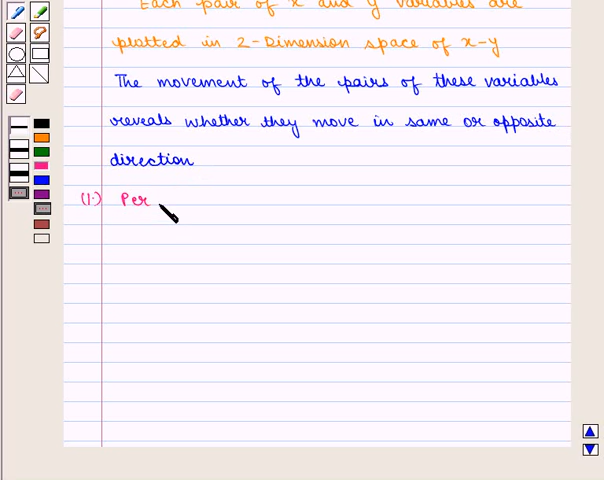 Each pair of x and y variables are
plotted in 2-Dimension space of x-y
The movement of the pairs of these variables
reveals whether they move in same or opposite
direction
(1.) Per